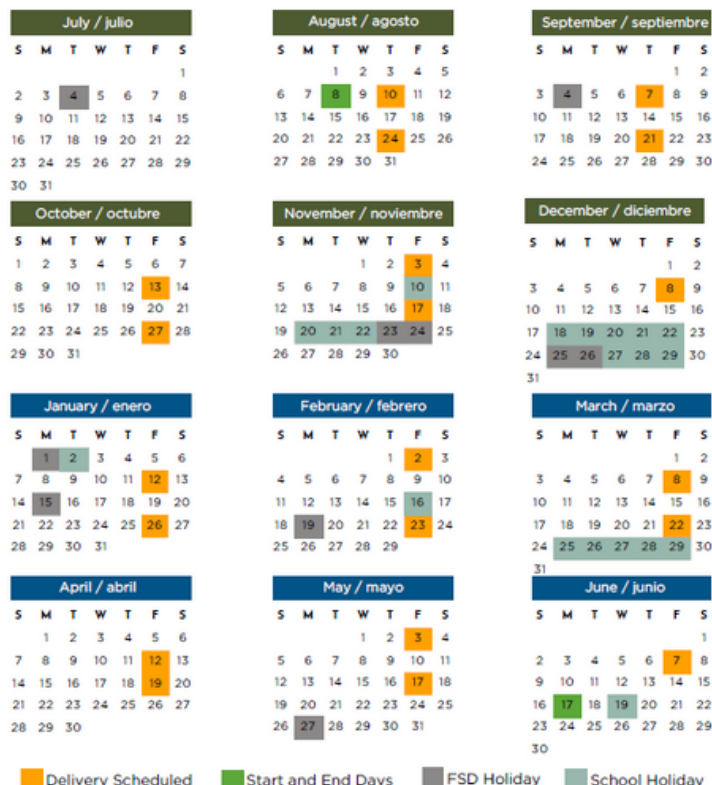 July / julio
S M T W T F S
1
2 3 4 5 6 7 8
9 10 11 12 13 14 15
16 17 18 19 20 21 22
23 24 25 26 27 28 29
30 31
August / agosto
S M T W T F S
1 2 3 4 5
6 7 8 9 10 11 12
13 14 15 16 17 18 19
20 21 22 23 24 25 26
27 28 29 30 31
September / septiembre
S M T W T F S
1 2
3 4 5 6 7 8 9
10 11 12 13 14 15 16
17 18 19 20 21 22 23
24 25 26 27 28 29 30
October / octubre
S M T W T F S
1 2 3 4 5 6 7
8 9 10 11 12 13 14
15 16 17 18 19 20 21
22 23 24 25 26 27 28
29 30 31
November / noviembre
S M T W T F S
1 2 3 4
5 6 7 8 9 10 11
12 13 14 15 16 17 18
19 20 21 22 23 24 25
26 27 28 29 30
December / diciembre
S M T W T F S
1 2
3 4 5 6 7 8 9
10 11 12 13 14 15 16
17 18 19 20 21 22 23
24 25 26 27 28 29 30
31
January / enero
S M T W T F S
1 2 3 4 5 6
7 8 9 10 11 12 13
14 15 16 17 18 19 20
21 22 23 24 25 26 27
28 29 30 31
February / febrero
S M T W T F S
1 2 3
4 5 6 7 8 9 10
11 12 13 14 15 16 17
18 19 20 21 22 23 24
25 26 27 28 29
March / marzo
S M T W T F S
1 2
3 4 5 6 7 8 9
10 11 12 13 14 15 16
17 18 19 20 21 22 23
24 25 26 27 28 29 30
31
April / abril
S M T W T F S
1 2 3 4 5 6
7 8 9 10 11 12 13
14 15 16 17 18 19 20
21 22 23 24 25 26 27
28 29 30
May / mayo
S M T W T F S
1 2 3 4
5 6 7 8 9 10 11
12 13 14 15 16 17 18
19 20 21 22 23 24 25
26 27 28 29 30 31
June / junio
S M T W T F S
1
2 3 4 5 6 7 8
9 10 11 12 13 14 15
16 17 18 19 20 21 22
23 24 25 26 27 28 29
30
Delivery Scheduled Start and End Days FSD Holiday School Holiday